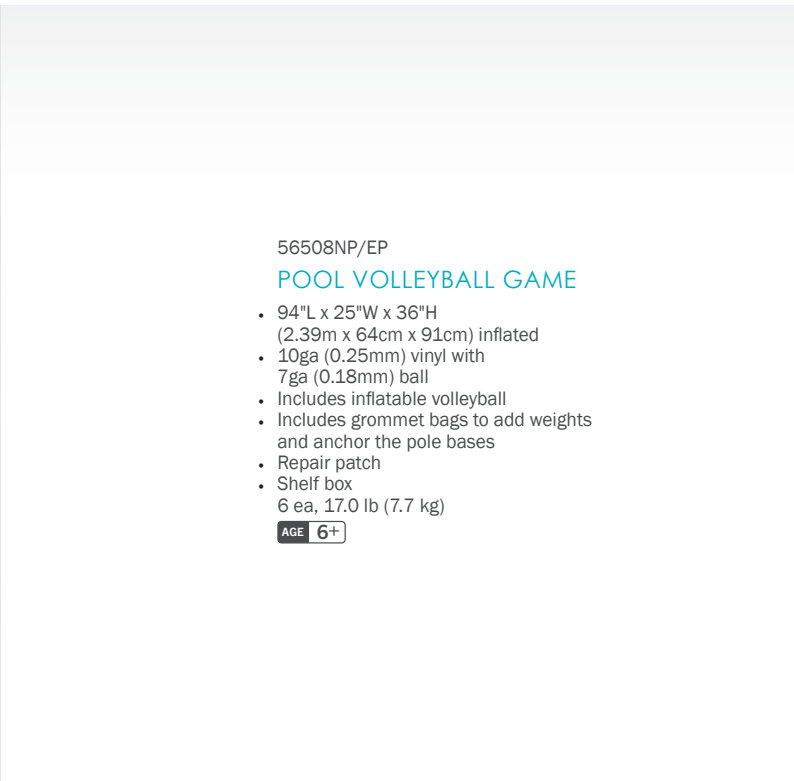 56508NP/EP
POOL VOLLEYBALL GAME
• 94"L x 25"W x 36"H
(2.39m x 64cm x 91cm) inflated
• 10ga (0.25mm) vinyl with
7ga (0.18mm) ball
• Includes inflatable volleyball
• Includes grommet bags to add weights
and anchor the pole bases
• Repair patch
• Shelf box
6 ea, 17.0 lb (7.7 kg)
AGE 6+